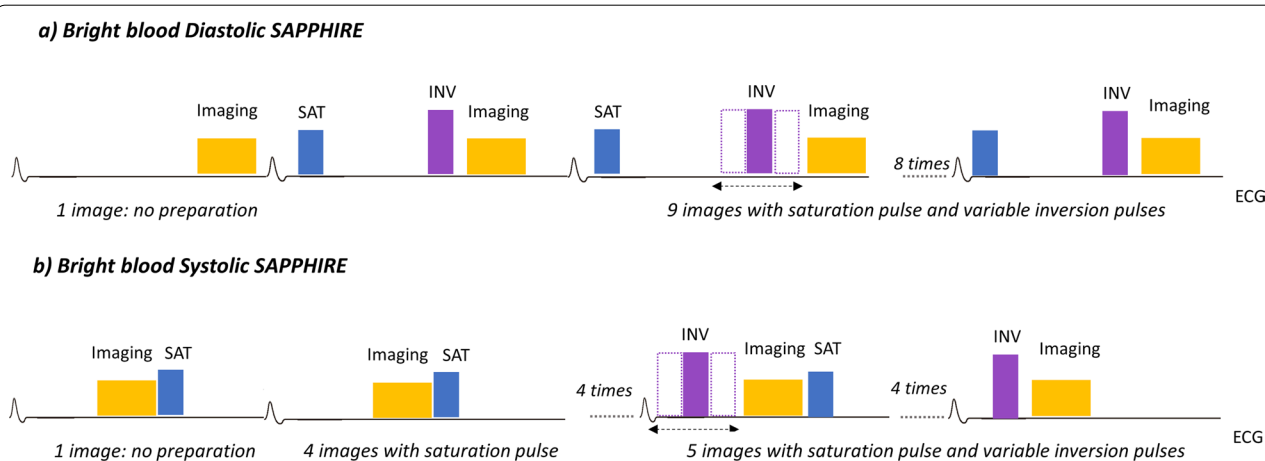 a) Bright blood Diastolic SAPPHIRE
Imaging SAT INV Imaging SAT INV Imaging 8 times INV Imaging
ECG
1 image: no preparation 9 images with saturation pulse and variable inversion pulses
b) Bright blood Systolic SAPPHIRE
Imaging SAT Imaging SAT 4 times INV Imaging SAT 4 times INV Imaging
ECG
1 image: no preparation 4 images with saturation pulse 5 images with saturation pulse and variable inversion pulses